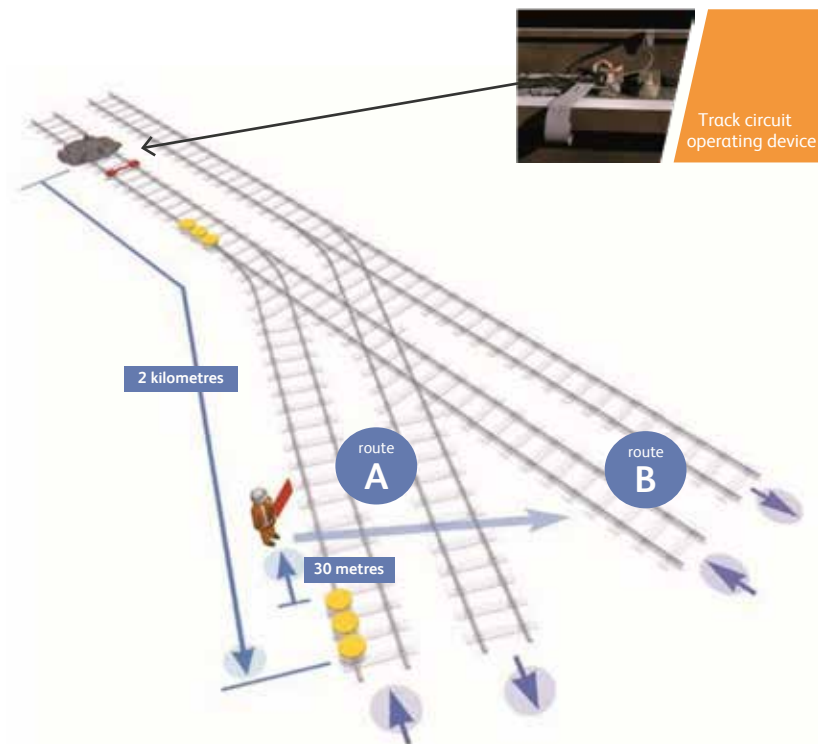 Track circuit
operating device
2 kilometres
route
A
route
B
30 metres